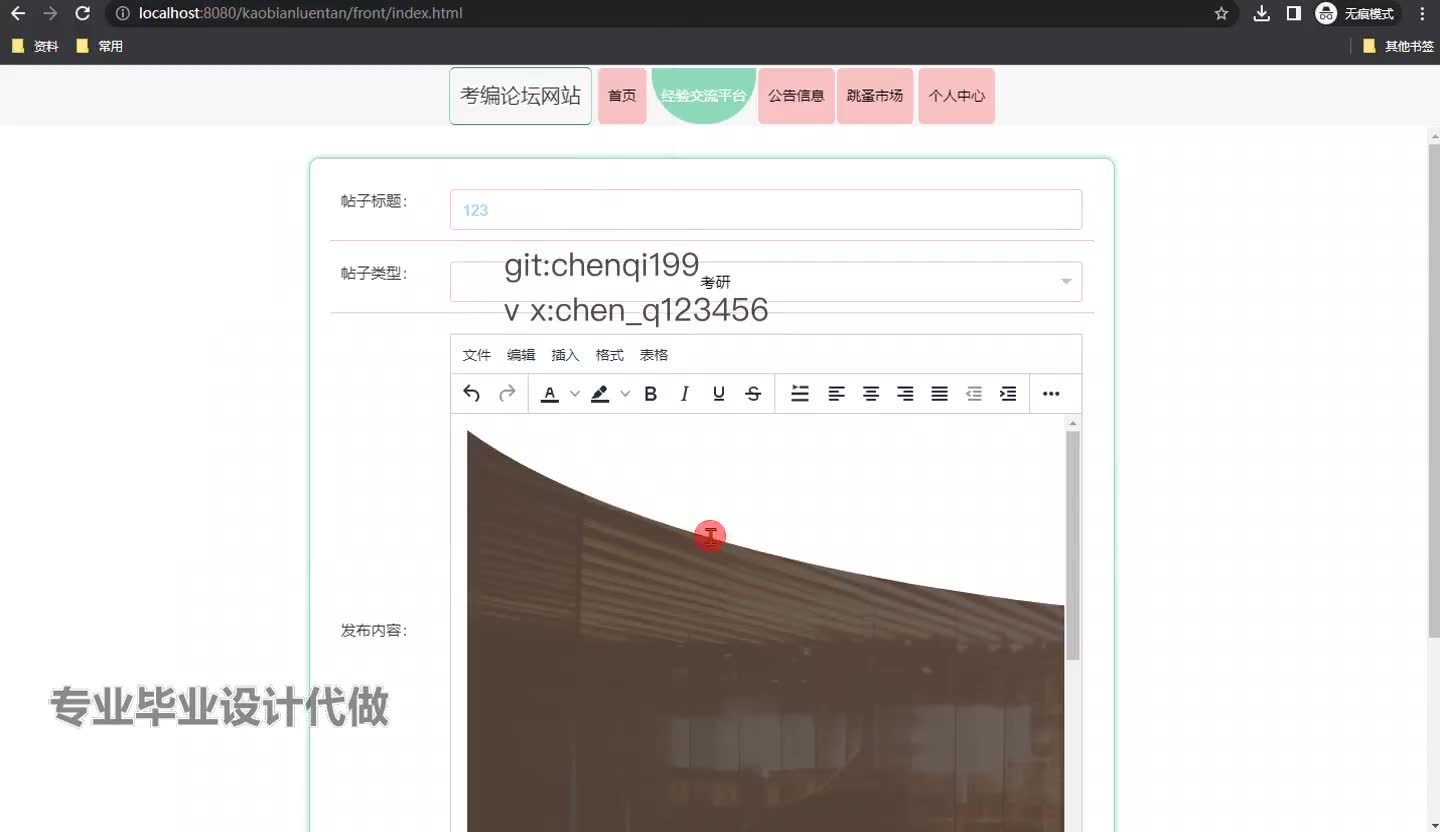 localhost:8080/kaobianluentan/front/index.html
无痕模式
资料
常用
其他书签
考编论坛网站
首页
经验交流平台
公告信息
跳蚤市场
个人中心
帖子标题：
123
帖子类型：
git:chenqi199
考研
v x:chen_q123456
文件
编辑
插入
格式
表格
发布内容：
专业毕业设计代做